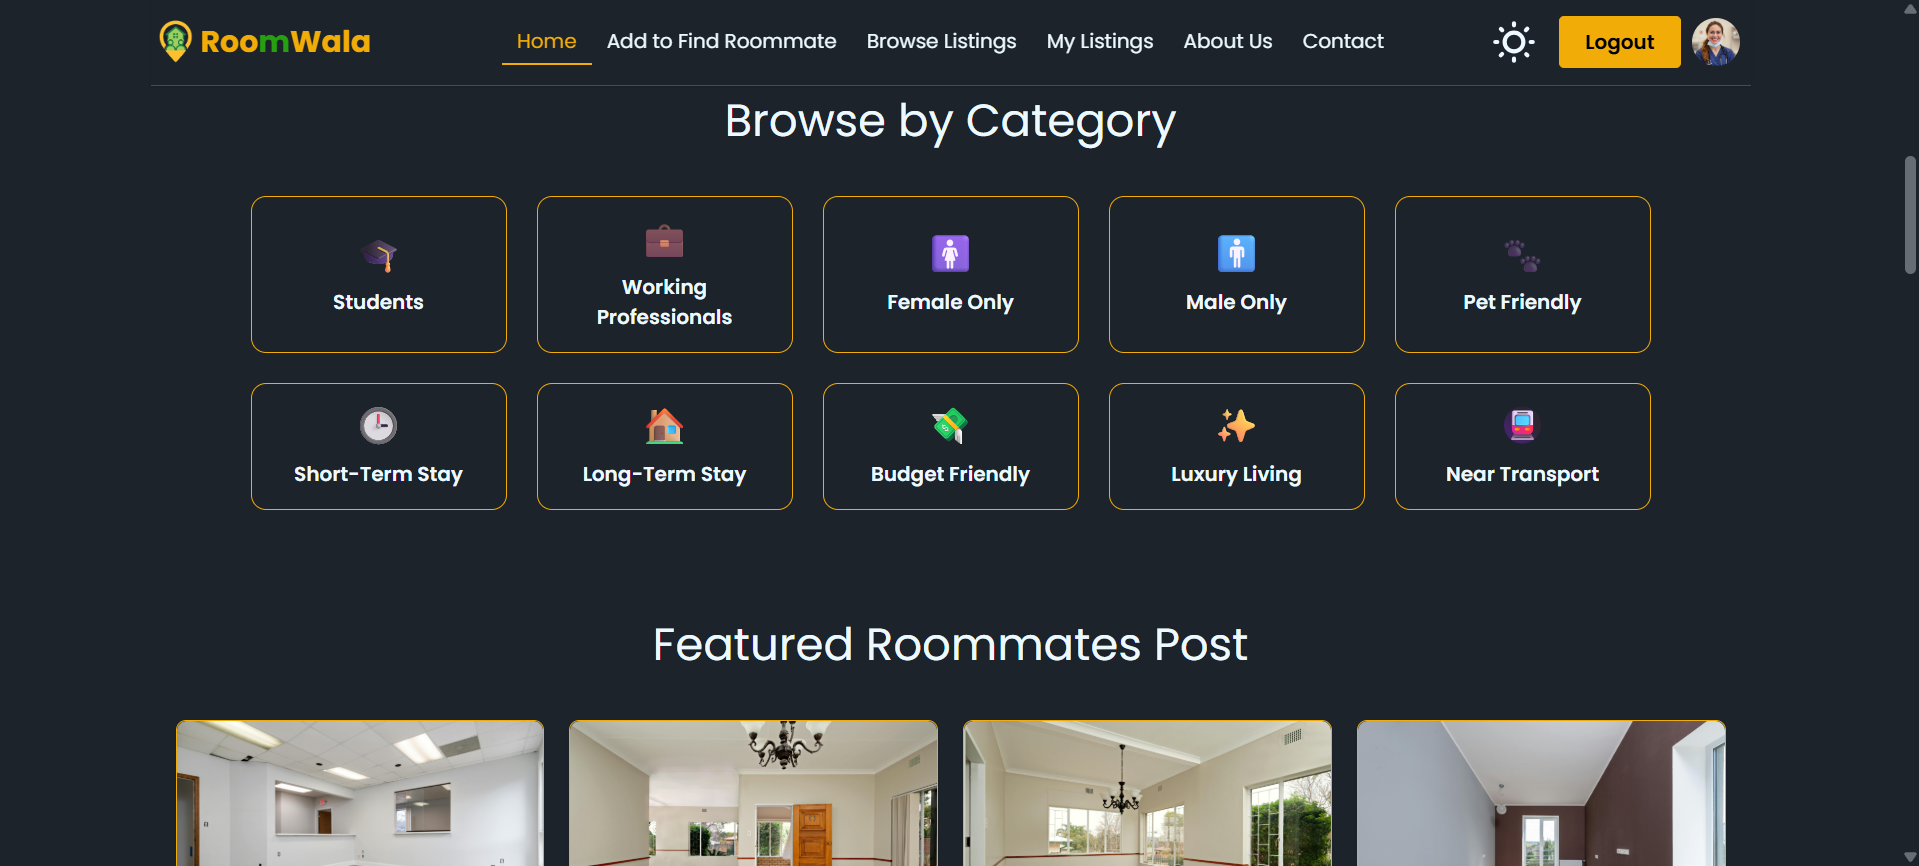 RoomWala
Home
Add to Find Roommate
Browse Listings
My Listings
About Us
Contact
Logout
Browse by Category
Students
Working
Professionals
Female Only
Male Only
Pet Friendly
Short-Term Stay
Long-Term Stay
Budget Friendly
Luxury Living
Near Transport
Featured Roommates Post